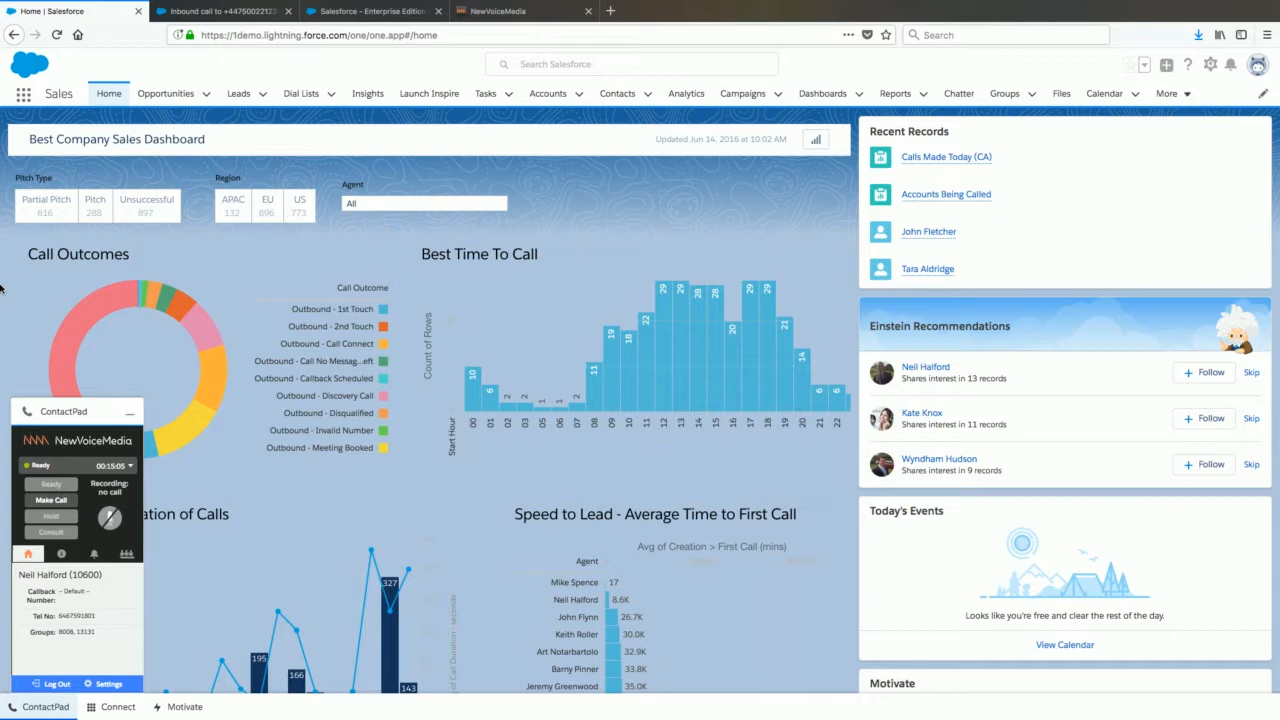 Home | Salesforce
Inbound call to +447500221233
Salesforce - Enterprise Edition
NewVoiceMedia
https://1demo.lightning.force.com/one/one.app#/home
Search
Search Salesforce
Sales
Home
Opportunities
Leads
Dial Lists
Insights
Launch Inspire
Tasks
Accounts
Contacts
Analytics
Campaigns
Dashboards
Reports
Chatter
Groups
Files
Calendar
More
Best Company Sales Dashboard
Updated Jun 14, 2016 at 10:02 AM
Pitch Type
Partial Pitch
616
Pitch
288
Unsuccessful
897
Region
APAC
132
EU
896
US
773
Agent
All
Call Outcomes
Call Outcome
Outbound - 1st Touch
Outbound - 2nd Touch
Outbound - Call Connect
Outbound - Call No Messag...eft
Outbound - Callback Scheduled
Outbound - Discovery Call
Outbound - Disqualified
Outbound - Invalid Number
Outbound - Meeting Booked
Best Time To Call
Count of Rows
10 6 2 2 1 1 2 11 19 18 22 29 29 28 28 20 29 29 21 14 6 6
Start Hour
00 01 02 03 05 06 07 08 09 10 11 12 13 14 15 16 17 18 19 20 21 22
ation of Calls
327
195
166
143
of Call Duration - seconds
Speed to Lead - Average Time to First Call
Avg of Creation > First Call (mins)
Agent
Mike Spence 17
Neil Halford 8.6K
John Flynn 26.7K
Keith Roller 30.0K
Art Notarbartolo 32.9K
Barny Pinner 33.8K
Jeremy Greenwood 35.0K
ContactPad
NewVoiceMedia
Ready 00:15:05
Ready
Make Call
Hold
Consult
Recording:
no call
Neil Halford (10600)
Callback
Number:
-- Default --
Tel No: 6467591801
Groups: 8008, 13131
Log Out
Settings
Recent Records
Calls Made Today (CA)
Accounts Being Called
John Fletcher
Tara Aldridge
Einstein Recommendations
Neil Halford
Shares interest in 13 records
+ Follow
Skip
Kate Knox
Shares interest in 11 records
+ Follow
Skip
Wyndham Hudson
Shares interest in 9 records
+ Follow
Skip
Today's Events
Looks like you're free and clear the rest of the day.
View Calendar
Motivate
ContactPad
Connect
Motivate